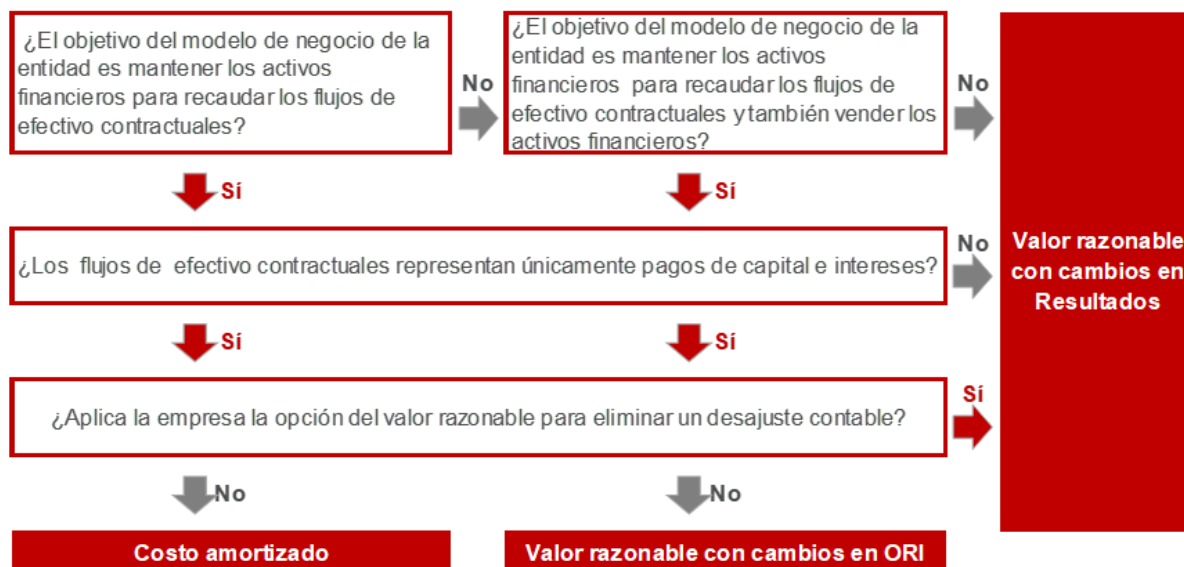 ¿El objetivo del modelo de negocio de la
entidad es mantener los activos
financieros para recaudar los flujos de
efectivo contractuales?
No
¿El objetivo del modelo de negocio de la
entidad es mantener los activos
financieros para recaudar los flujos de
efectivo contractuales y también vender los
activos financieros?
No
Sí
Sí
¿Los flujos de efectivo contractuales representan únicamente pagos de capital e intereses?
No
Valor razonable
con cambios en
Resultados
Sí
Sí
¿Aplica la empresa la opción del valor razonable para eliminar un desajuste contable?
Sí
No
No
Costo amortizado
Valor razonable con cambios en ORI